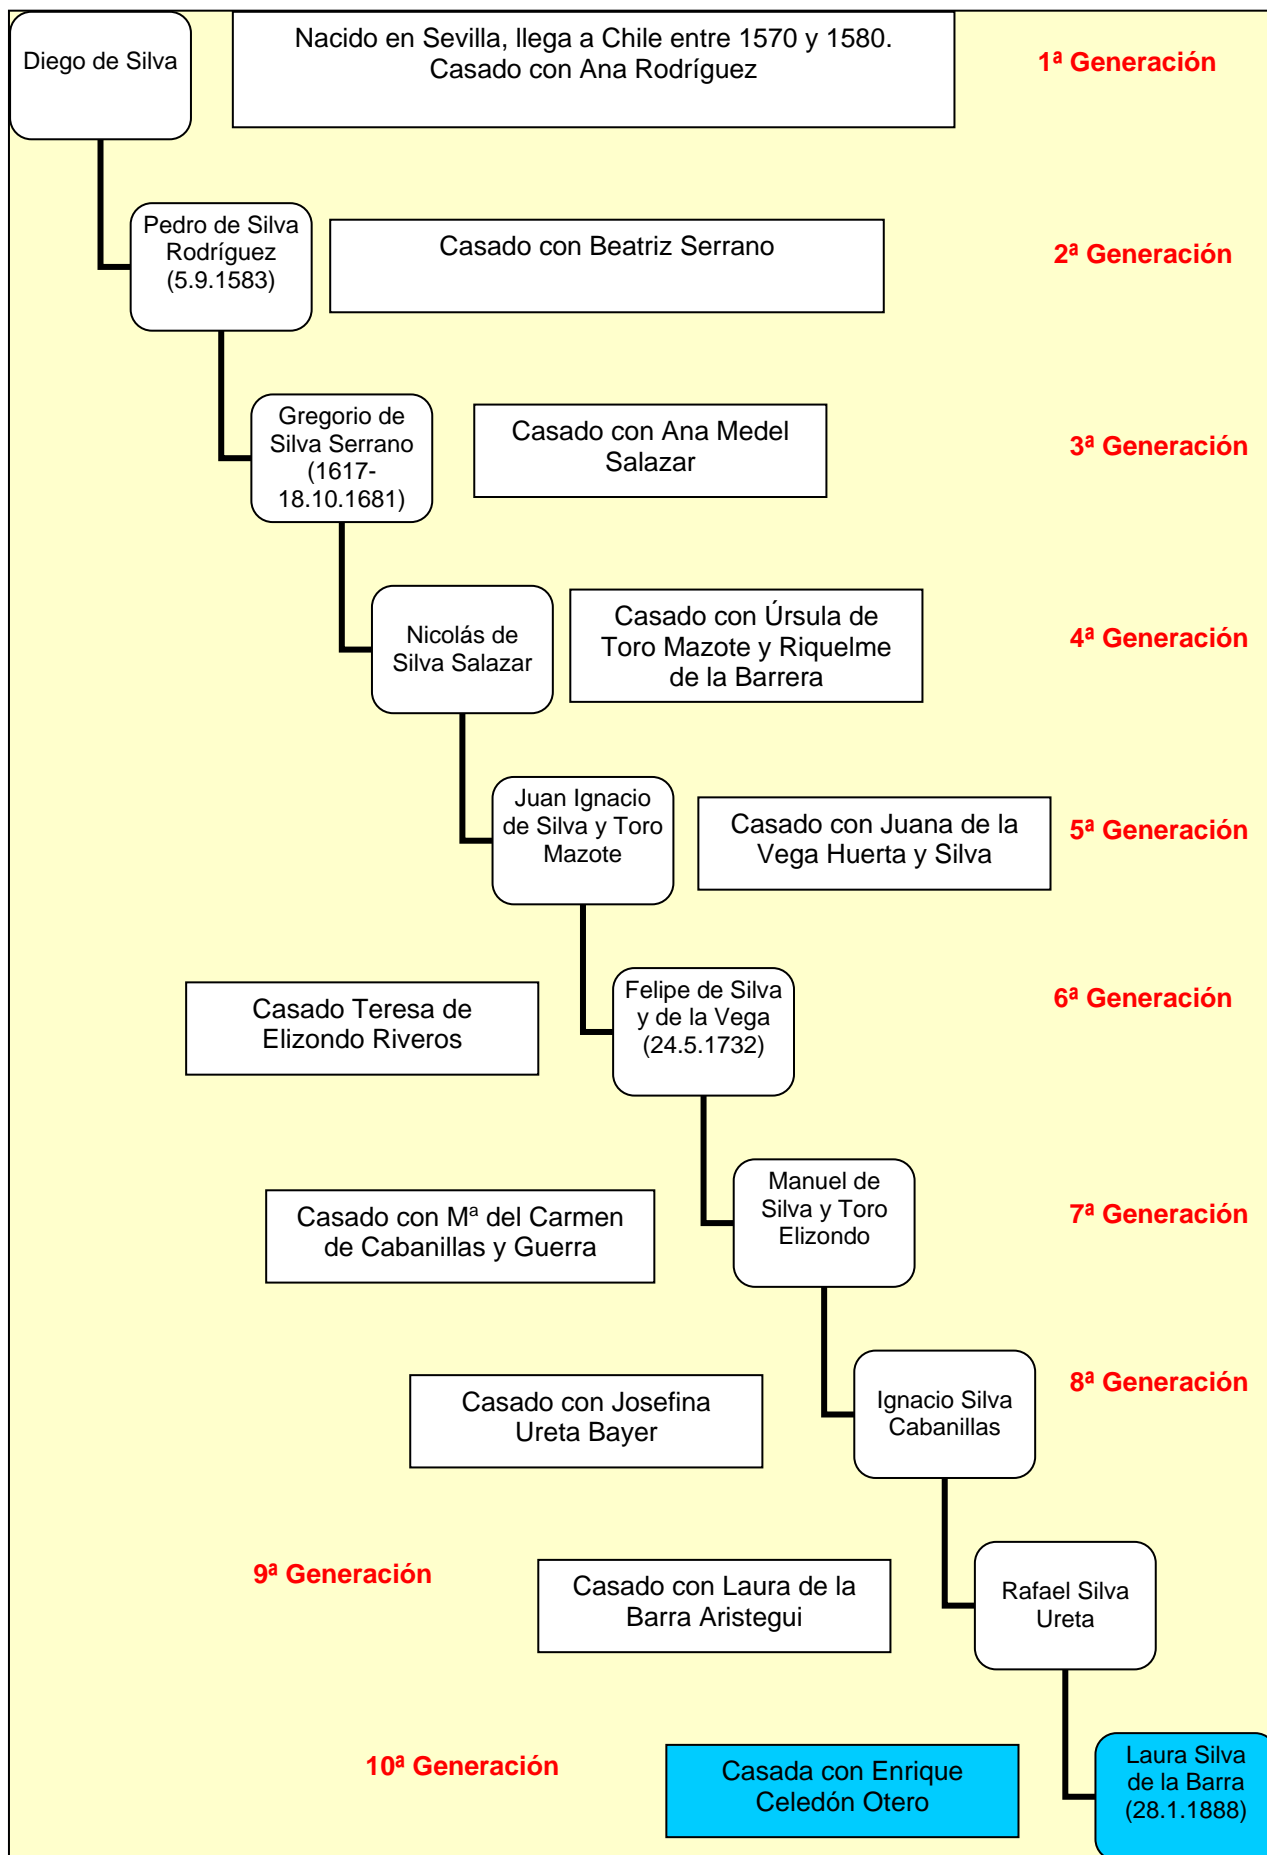 Diego de Silva
Nacido en Sevilla, llega a Chile entre 1570 y 1580.
Casado con Ana Rodríguez
1ª Generación
Pedro de Silva
Rodríguez
(5.9.1583)
Casado con Beatriz Serrano
2ª Generación
Gregorio de
Silva Serrano
(1617-
18.10.1681)
Casado con Ana Medel
Salazar
3ª Generación
Nicolás de
Silva Salazar
Casado con Úrsula de
Toro Mazote y Riquelme
de la Barrera
4ª Generación
Juan Ignacio
de Silva y Toro
Mazote
Casado con Juana de la
Vega Huerta y Silva
5ª Generación
Casado Teresa de
Elizondo Riveros
Felipe de Silva
y de la Vega
(24.5.1732)
6ª Generación
Casado con Mª del Carmen
de Cabanillas y Guerra
Manuel de
Silva y Toro
Elizondo
7ª Generación
Casado con Josefina
Ureta Bayer
Ignacio Silva
Cabanillas
8ª Generación
9ª Generación
Casado con Laura de la
Barra Aristegui
Rafael Silva
Ureta
10ª Generación
Casada con Enrique
Celedón Otero
Laura Silva
de la Barra
(28.1.1888)